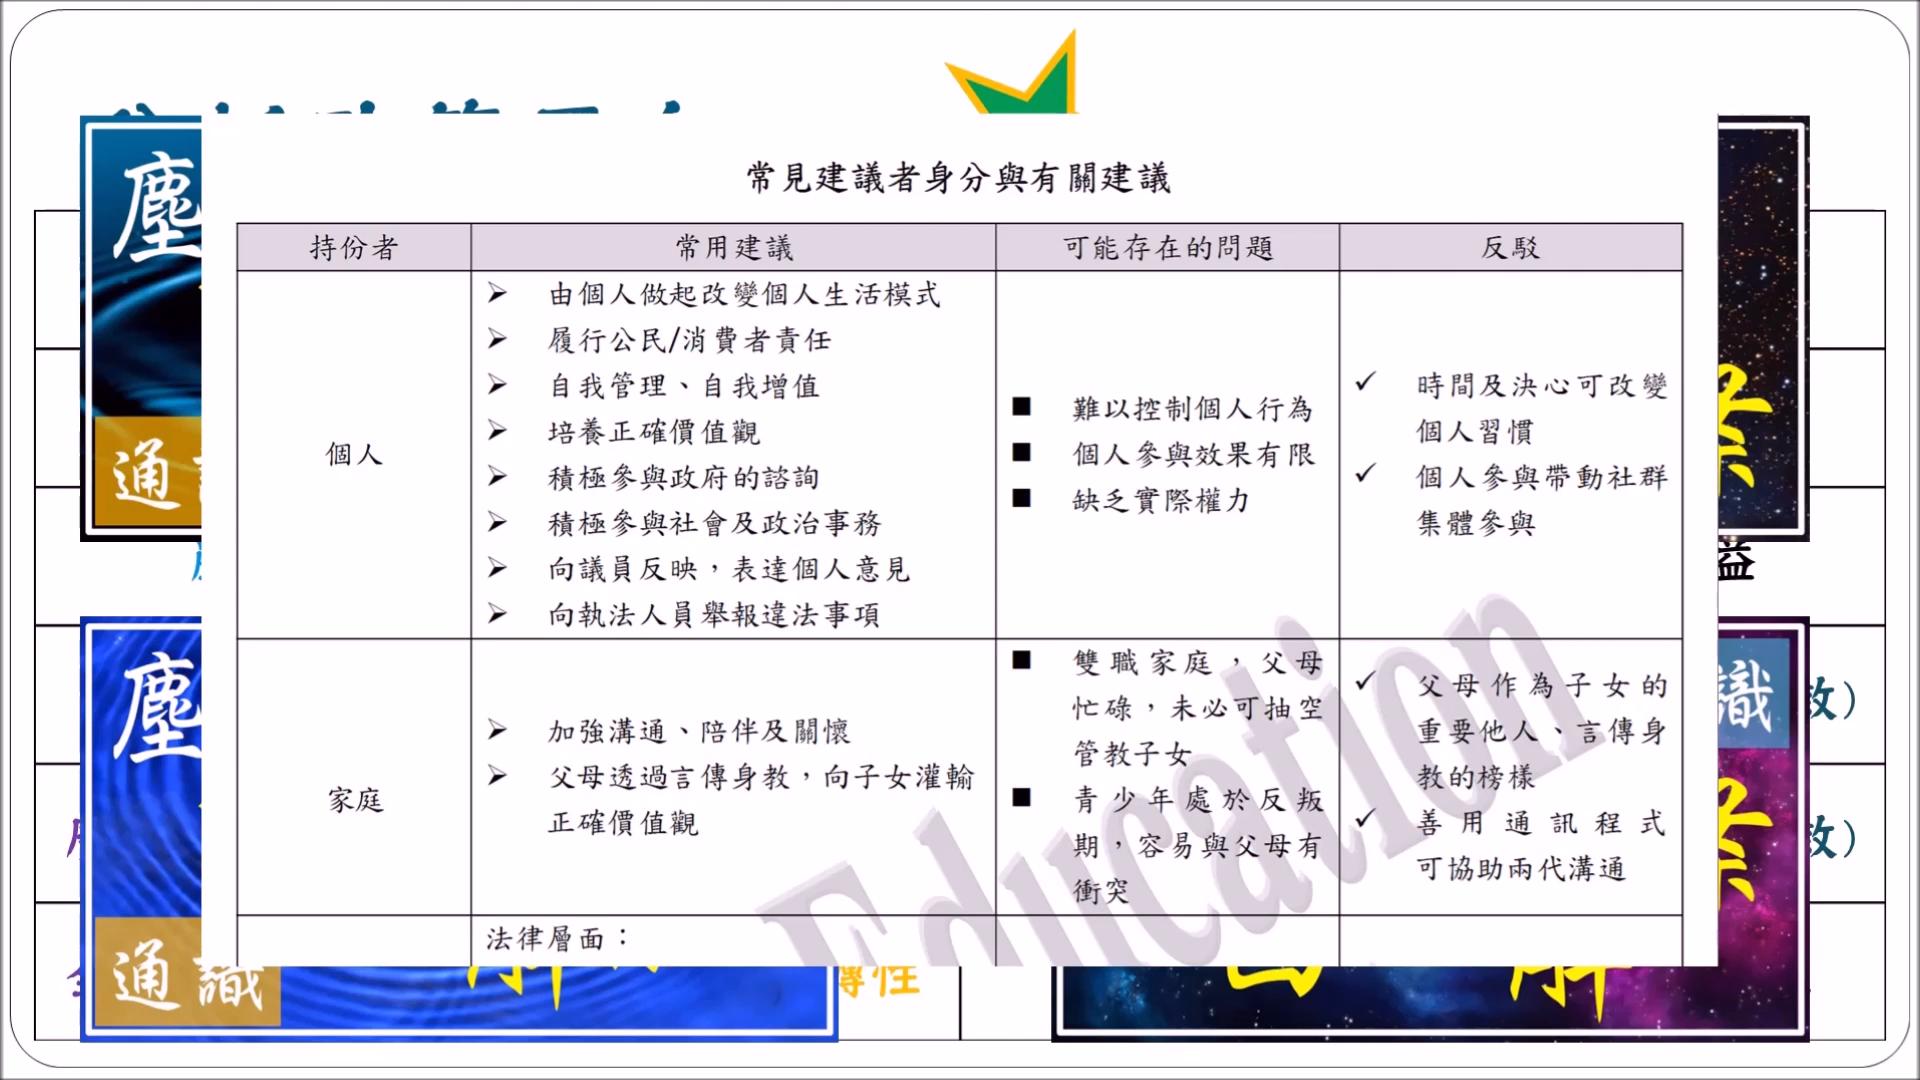 常見建議者身分與有關建議
持份者
常用建議
可能存在的問題
反駁
個人
由個人做起改變個人生活模式
履行公民/消費者責任
自我管理、自我增值
培養正確價值觀
積極參與政府的諮詢
積極參與社會及政治事務
向議員反映，表達個人意見
向執法人員舉報違法事項
難以控制個人行為
個人參與效果有限
缺乏實際權力
時間及決心可改變
個人習慣
個人參與帶動社群
集體參與
家庭
加強溝通、陪伴及關懷
父母透過言傳身教，向子女灌輸
正確價值觀
雙職家庭，父母
忙碌，未必可抽空
管教子女
青少年處於反叛
期，容易與父母有
衝突
父母作為子女的
重要他人、言傳身
教的榜樣
善用通訊程式
可協助兩代溝通
法律層面：
Education
塵
通
益
塵
通識
識